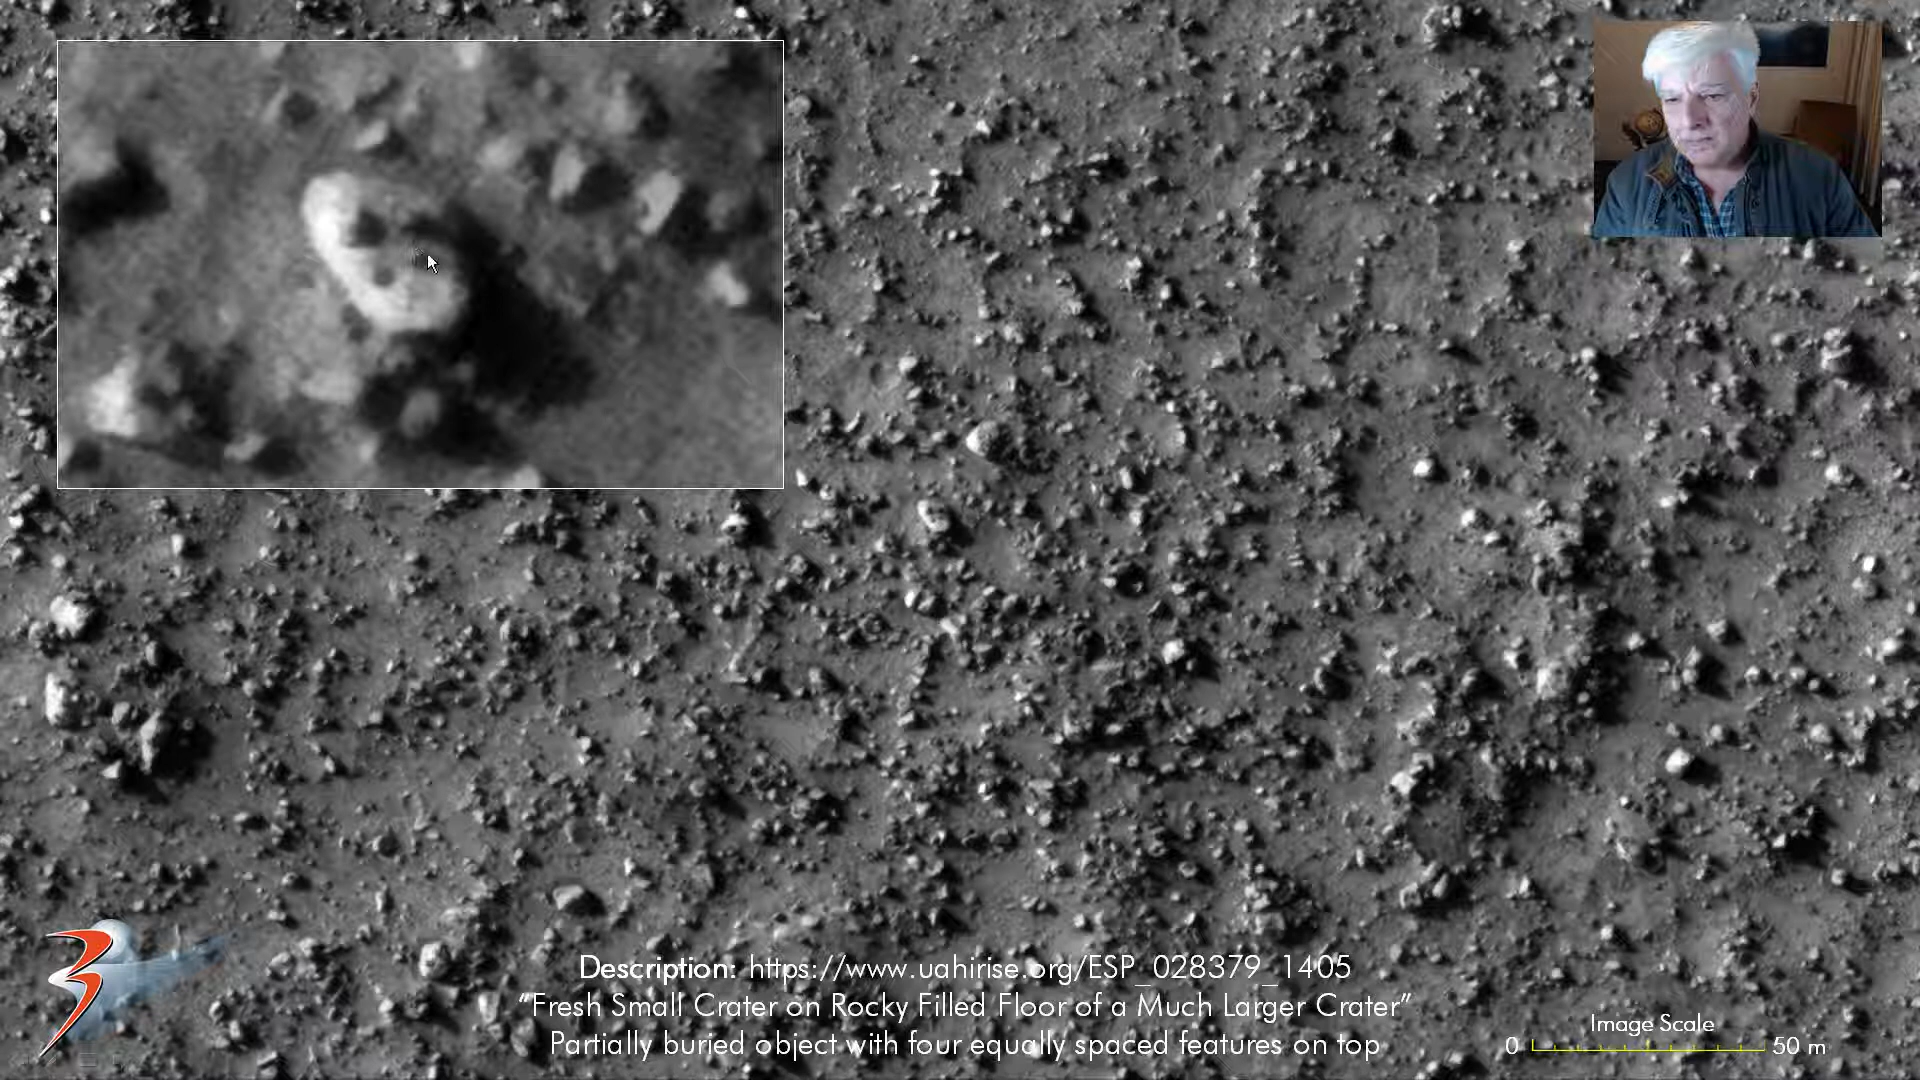 Description: https://www.uahirise.org/ESP_028379_1405
“Fresh Small Crater on Rocky Filled Floor of a Much Larger Crater”
Partially buried object with four equally spaced features on top
Image Scale
0 50 m